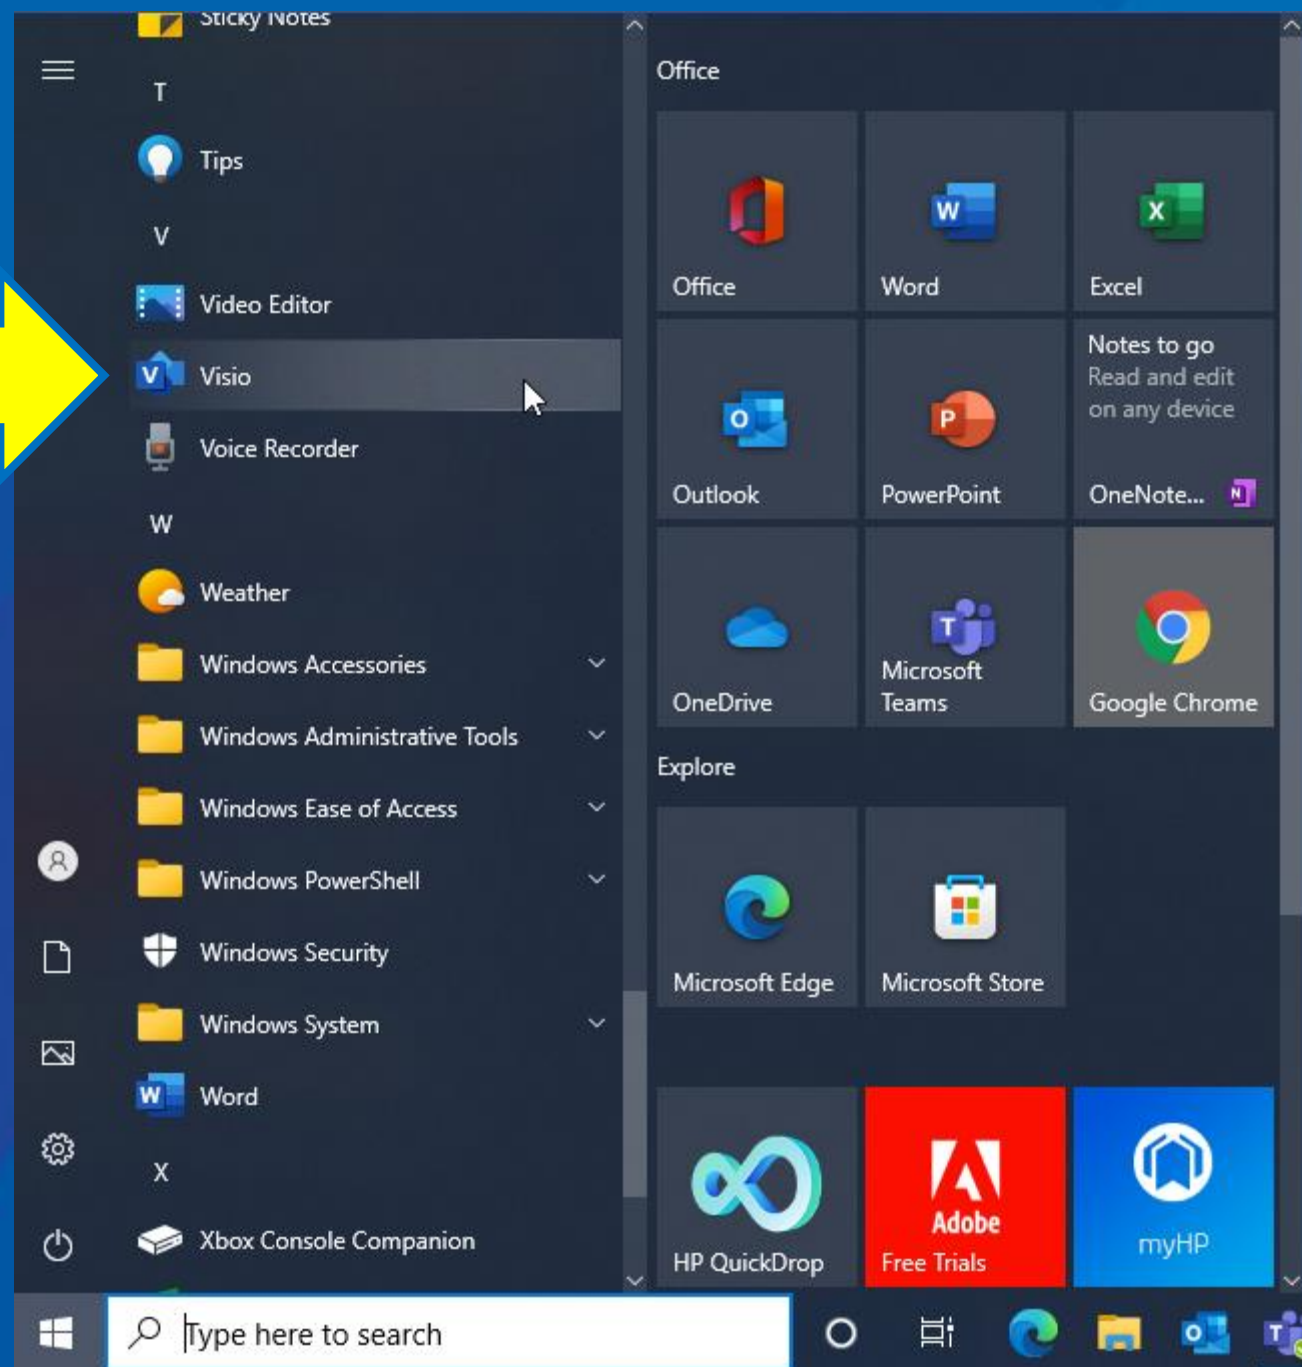 Sticky Notes
T
Tips
V
Video Editor
Visio
Voice Recorder
W
Weather
Windows Accessories
Windows Administrative Tools
Windows Ease of Access
Windows PowerShell
Windows Security
Windows System
Word
X
Xbox Console Companion
Office
Office
Word
Excel
Outlook
PowerPoint
Notes to go
Read and edit
on any device
OneNote...
OneDrive
Microsoft
Teams
Google Chrome
Explore
Microsoft Edge
Microsoft Store
HP QuickDrop
Adobe
Free Trials
myHP
Type here to search